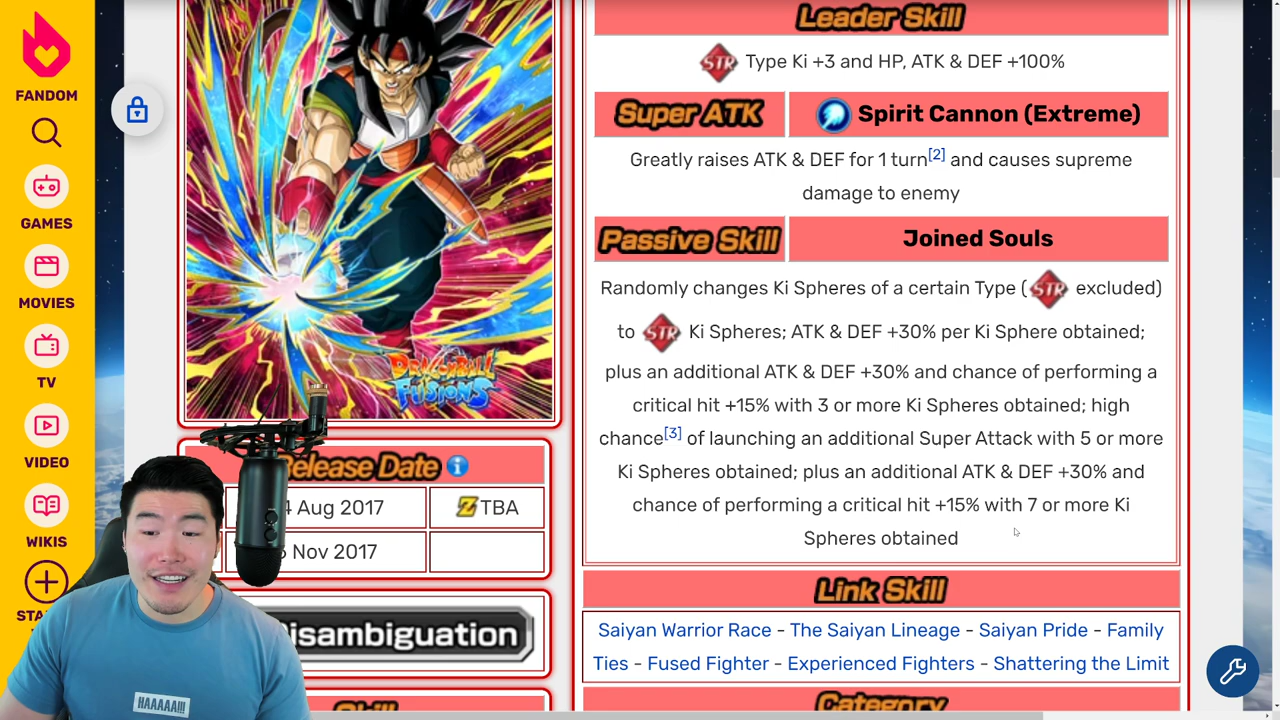 FANDOM
GAMES
MOVIES
TV
VIDEO
WIKIS
DRAGONBALL
FUSIONS
Release Date i
Aug 2017
Z TBA
Nov 2017
isambiguation
Leader Skill
STR Type Ki +3 and HP, ATK & DEF +100%
Super ATK
Spirit Cannon (Extreme)
Greatly raises ATK & DEF for 1 turn[2] and causes supreme
damage to enemy
Passive Skill
Joined Souls
Randomly changes Ki Spheres of a certain Type (STR excluded)
to STR Ki Spheres; ATK & DEF +30% per Ki Sphere obtained;
plus an additional ATK & DEF +30% and chance of performing a
critical hit +15% with 3 or more Ki Spheres obtained; high
chance[3] of launching an additional Super Attack with 5 or more
Ki Spheres obtained; plus an additional ATK & DEF +30% and
chance of performing a critical hit +15% with 7 or more Ki
Spheres obtained
Link Skill
Saiyan Warrior Race - The Saiyan Lineage - Saiyan Pride - Family
Ties - Fused Fighter - Experienced Fighters - Shattering the Limit
Category
HAAAAA!!!